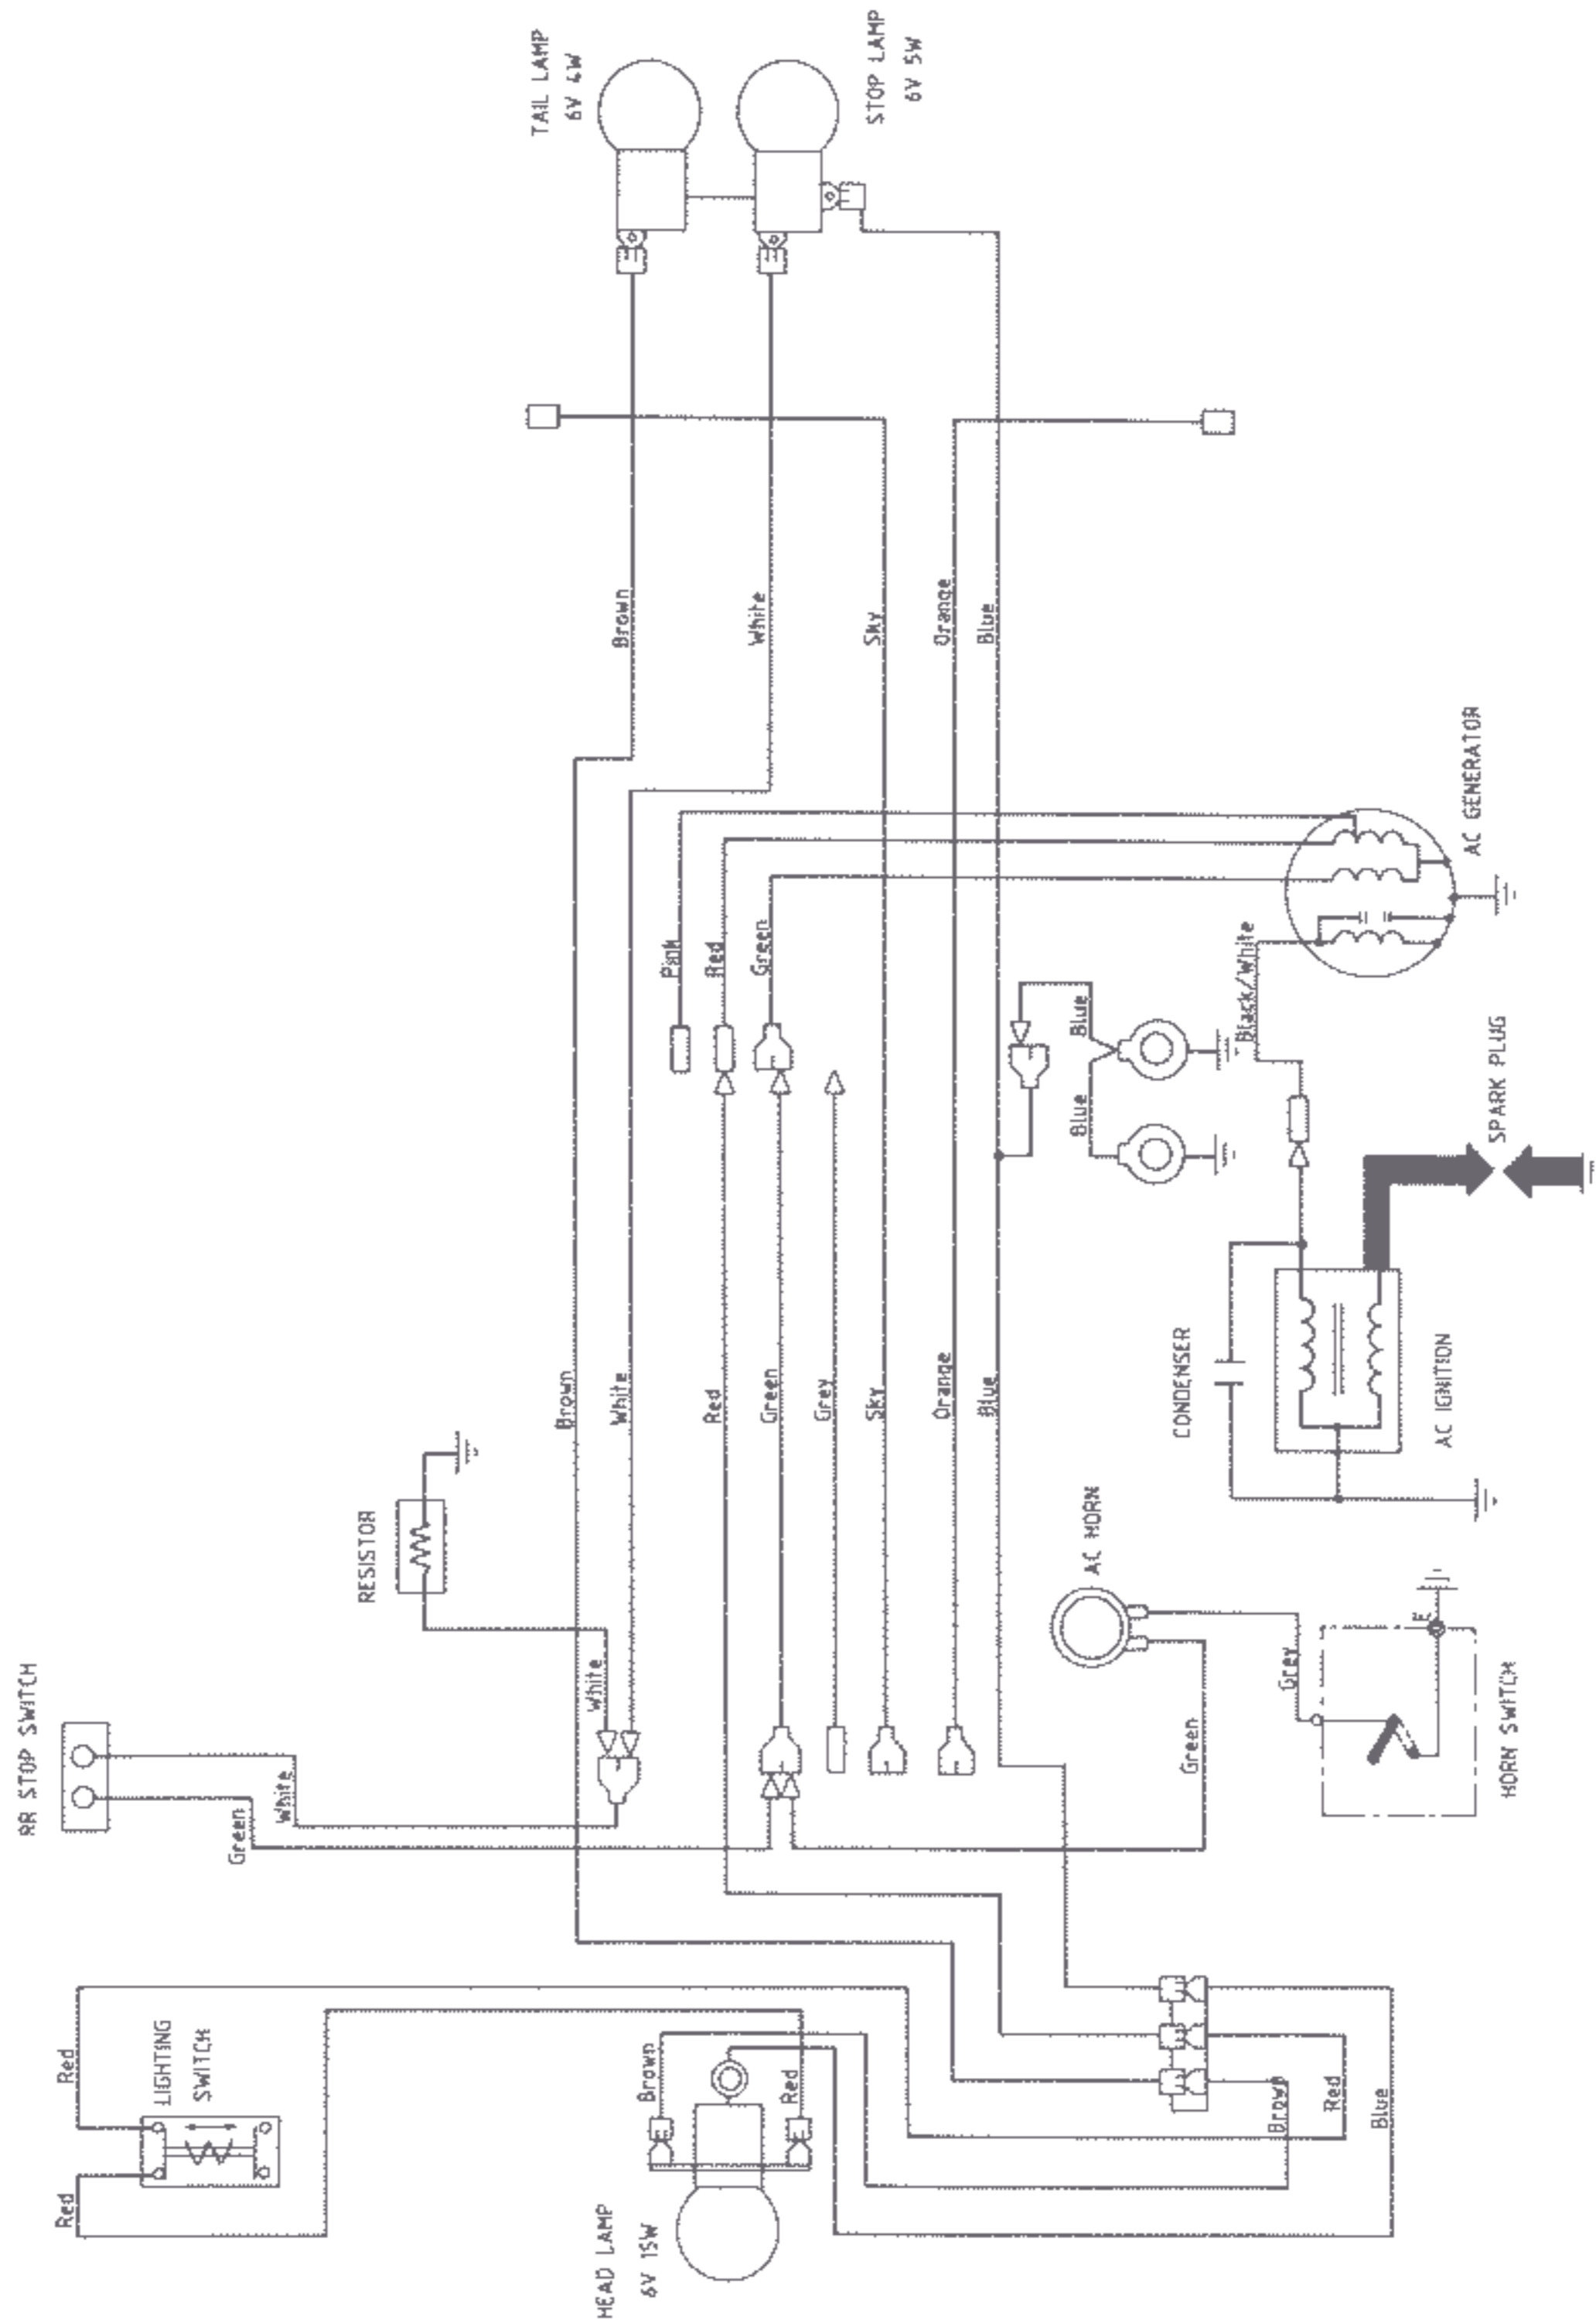 RR STOP SWITCH
Red
Red
LIGHTING
SWITCH
Green
White
RESISTOR
TAIL LAMP
6V 4W
Brown
White
HEAD LAMP
6V 15W
White
Brown
Brown
Pink
Red
Red
White
Green
Green
Red
Grey
Sky
Sky
STOP LAMP
6V 5W
Orange
Orange
Blue
Blue
Blue
Blue
AC HORN
CONDENSER
Green
Black/White
Brown
Grey
Red
Blue
E
AC IGNITION
AC GENERATOR
SPARK PLUG
HORN SWITCH